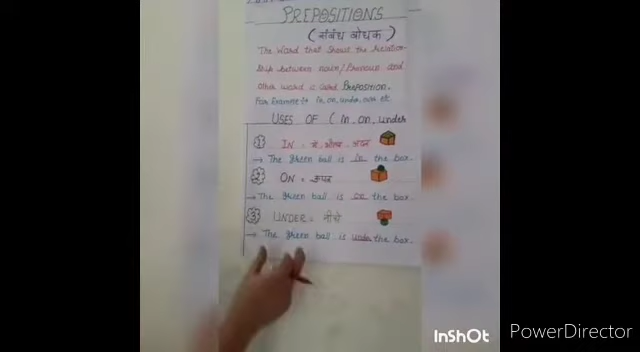 PREPOSITIONS
(संबंध बोधक)
The Word that Shows the Relation-
Ship between noun/Pronoun and
other word is called Preposition.
For Example:- In, on, under, over etc
USES OF (In, on, under
① IN = में, भीतर, अंदर
→ The green ball is in the box.
② ON = ऊपर
→ The green ball is on the box.
③ UNDER = नीचे
→ The green ball is under the box.
InShOt
PowerDirector